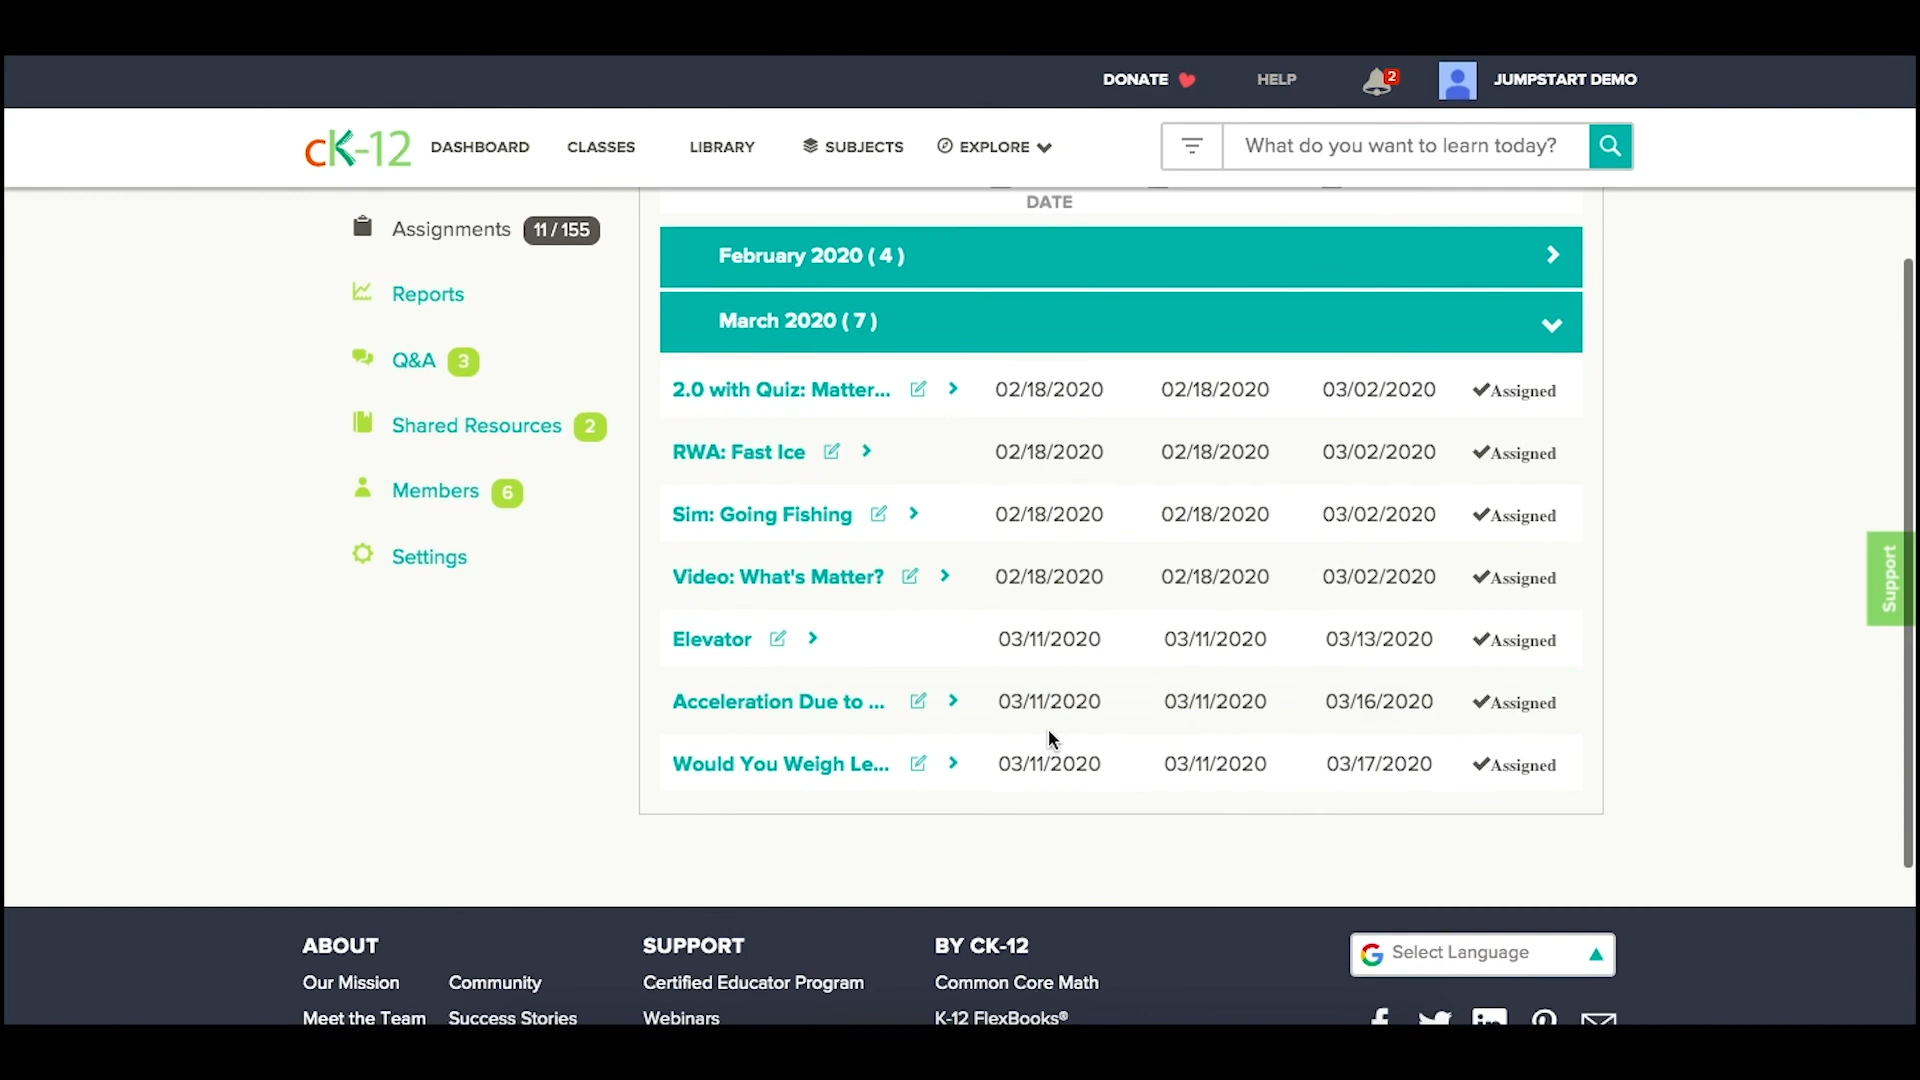 DONATE HELP 2 JUMPSTART DEMO
cK-12 DASHBOARD CLASSES LIBRARY SUBJECTS EXPLORE What do you want to learn today?
DATE
Assignments 11 / 155
Reports
Q&A 3
Shared Resources 2
Members 6
Settings
February 2020 ( 4 )
March 2020 ( 7 )
2.0 with Quiz: Matter... 02/18/2020 02/18/2020 03/02/2020 Assigned
RWA: Fast Ice 02/18/2020 02/18/2020 03/02/2020 Assigned
Sim: Going Fishing 02/18/2020 02/18/2020 03/02/2020 Assigned
Video: What's Matter? 02/18/2020 02/18/2020 03/02/2020 Assigned
Elevator 03/11/2020 03/11/2020 03/13/2020 Assigned
Acceleration Due to ... 03/11/2020 03/11/2020 03/16/2020 Assigned
Would You Weigh Le... 03/11/2020 03/11/2020 03/17/2020 Assigned
Support
ABOUT SUPPORT BY CK-12 Select Language
Our Mission Community Certified Educator Program Common Core Math
Meet the Team Success Stories Webinars K-12 FlexBooks®